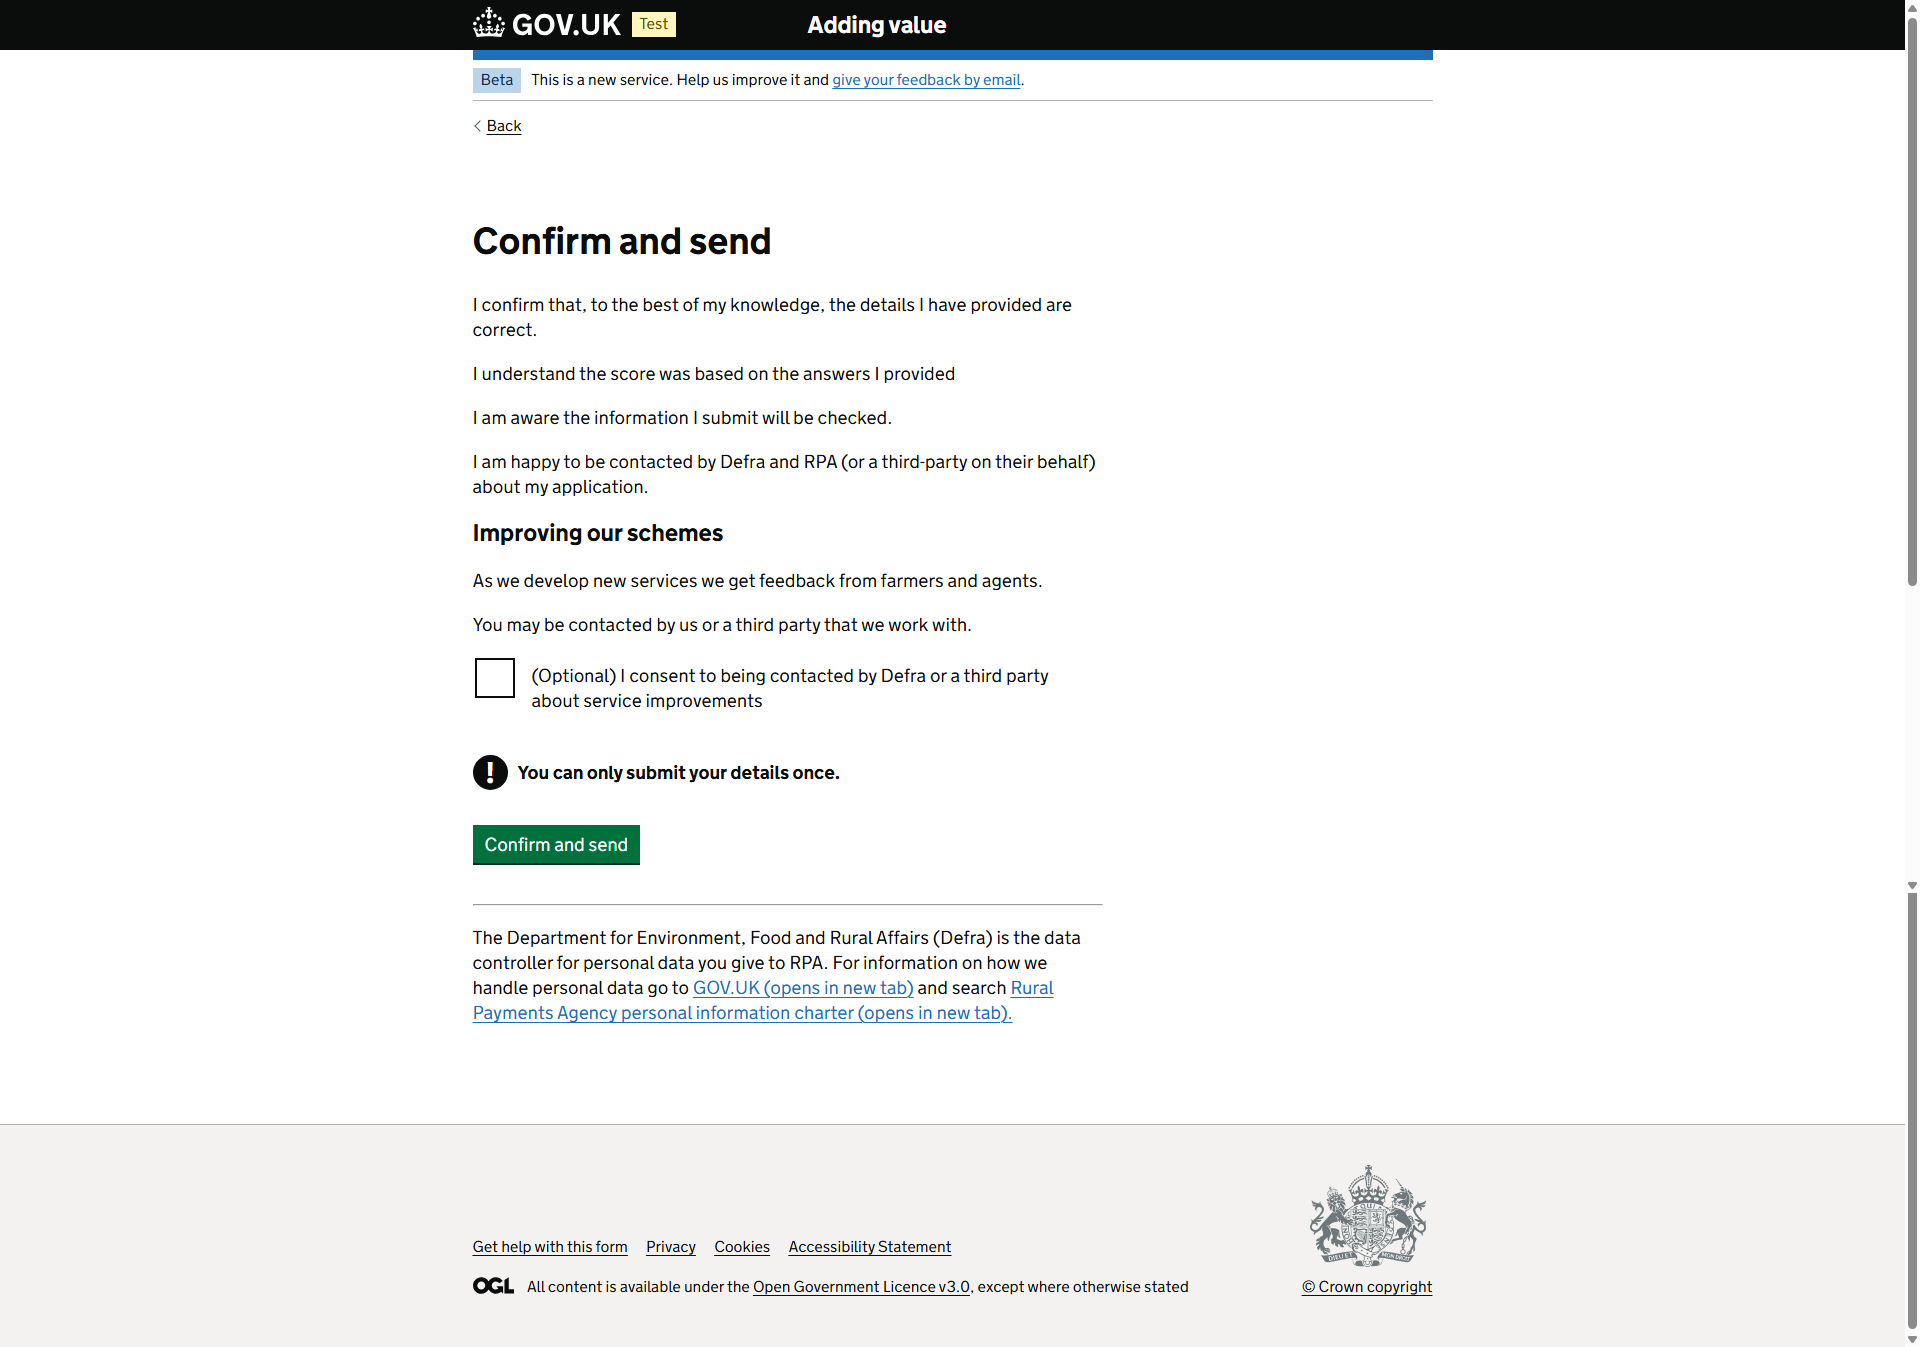 GOV.UK Test Adding value
Beta This is a new service. Help us improve it and give your feedback by email.
Back
Confirm and send
I confirm that, to the best of my knowledge, the details I have provided are
correct.
I understand the score was based on the answers I provided
I am aware the information I submit will be checked.
I am happy to be contacted by Defra and RPA (or a third-party on their behalf)
about my application.
Improving our schemes
As we develop new services we get feedback from farmers and agents.
You may be contacted by us or a third party that we work with.
(Optional) I consent to being contacted by Defra or a third party
about service improvements
! You can only submit your details once.
Confirm and send
The Department for Environment, Food and Rural Affairs (Defra) is the data
controller for personal data you give to RPA. For information on how we
handle personal data go to GOV.UK (opens in new tab) and search Rural
Payments Agency personal information charter (opens in new tab).
Get help with this form Privacy Cookies Accessibility Statement
OGL All content is available under the Open Government Licence v3.0, except where otherwise stated
© Crown copyright